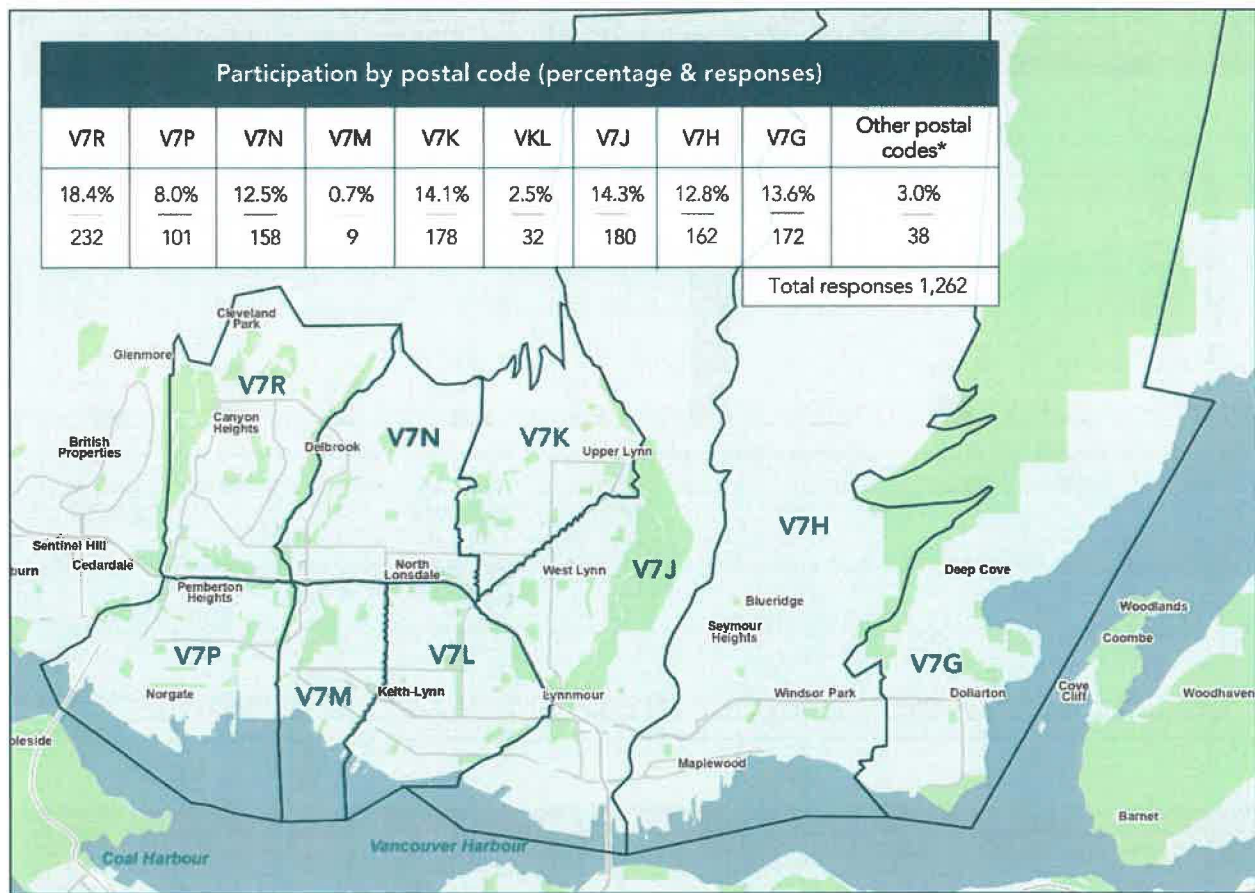 Participation by postal code (percentage & responses)
V7R V7P V7N V7M V7K VKL V7J V7H V7G Other postal codes*
18.4% 8.0% 12.5% 0.7% 14.1% 2.5% 14.3% 12.8% 13.6% 3.0%
232 101 158 9 178 32 180 162 172 38
Total responses 1,262
Cleveland
Park
Glenmore
V7R
Canyon
Heights
British
Properties
Delbrook
V7N
V7K
Upper Lynn
V7H
Sentinel Hill
burn
Cedardale
North
Lonsdale
West Lynn
V7J
Deep Cove
Pemberton
Heights
Blueridge
Woodlands
Seymour
Heights
Coombe
V7P
V7L
V7G
Norgate
V7M
Keith-Lynn
Lynnmour
Windsor Park
Dollarton
Cove
Cliff
Woodhaven
pleside
Maplewood
Barnet
Vancouver Harbour
Coal Harbour